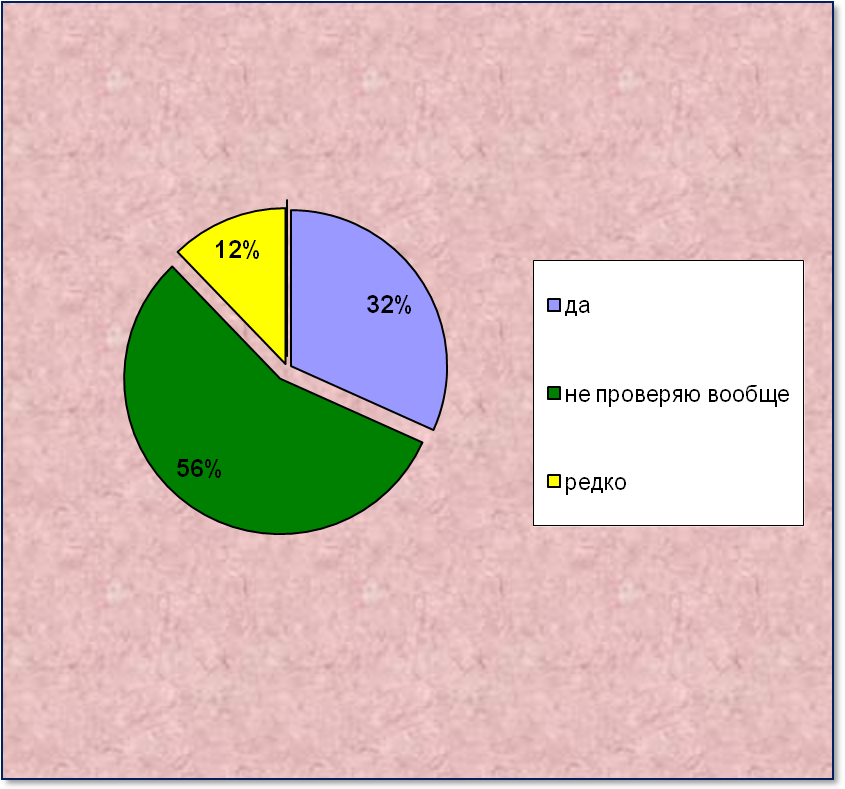 12%
32%
56%
да
не проверяю вообще
редко